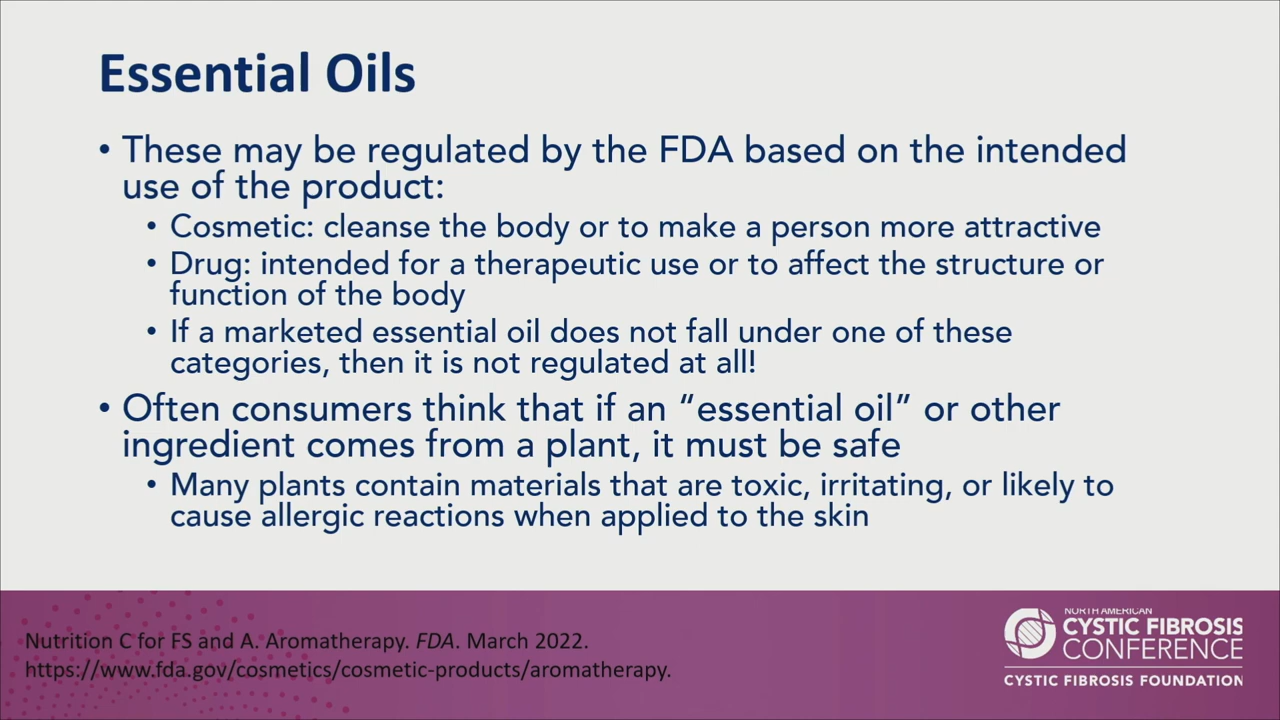 Essential Oils
• These may be regulated by the FDA based on the intended
use of the product:
• Cosmetic: cleanse the body or to make a person more attractive
• Drug: intended for a therapeutic use or to affect the structure or
function of the body
• If a marketed essential oil does not fall under one of these
categories, then it is not regulated at all!
• Often consumers think that if an “essential oil” or other
ingredient comes from a plant, it must be safe
• Many plants contain materials that are toxic, irritating, or likely to
cause allergic reactions when applied to the skin
Nutrition C for FS and A. Aromatherapy. FDA. March 2022.
https://www.fda.gov/cosmetics/cosmetic-products/aromatherapy.
NORTH AMERICAN
CYSTIC FIBROSIS
CONFERENCE
CYSTIC FIBROSIS FOUNDATION